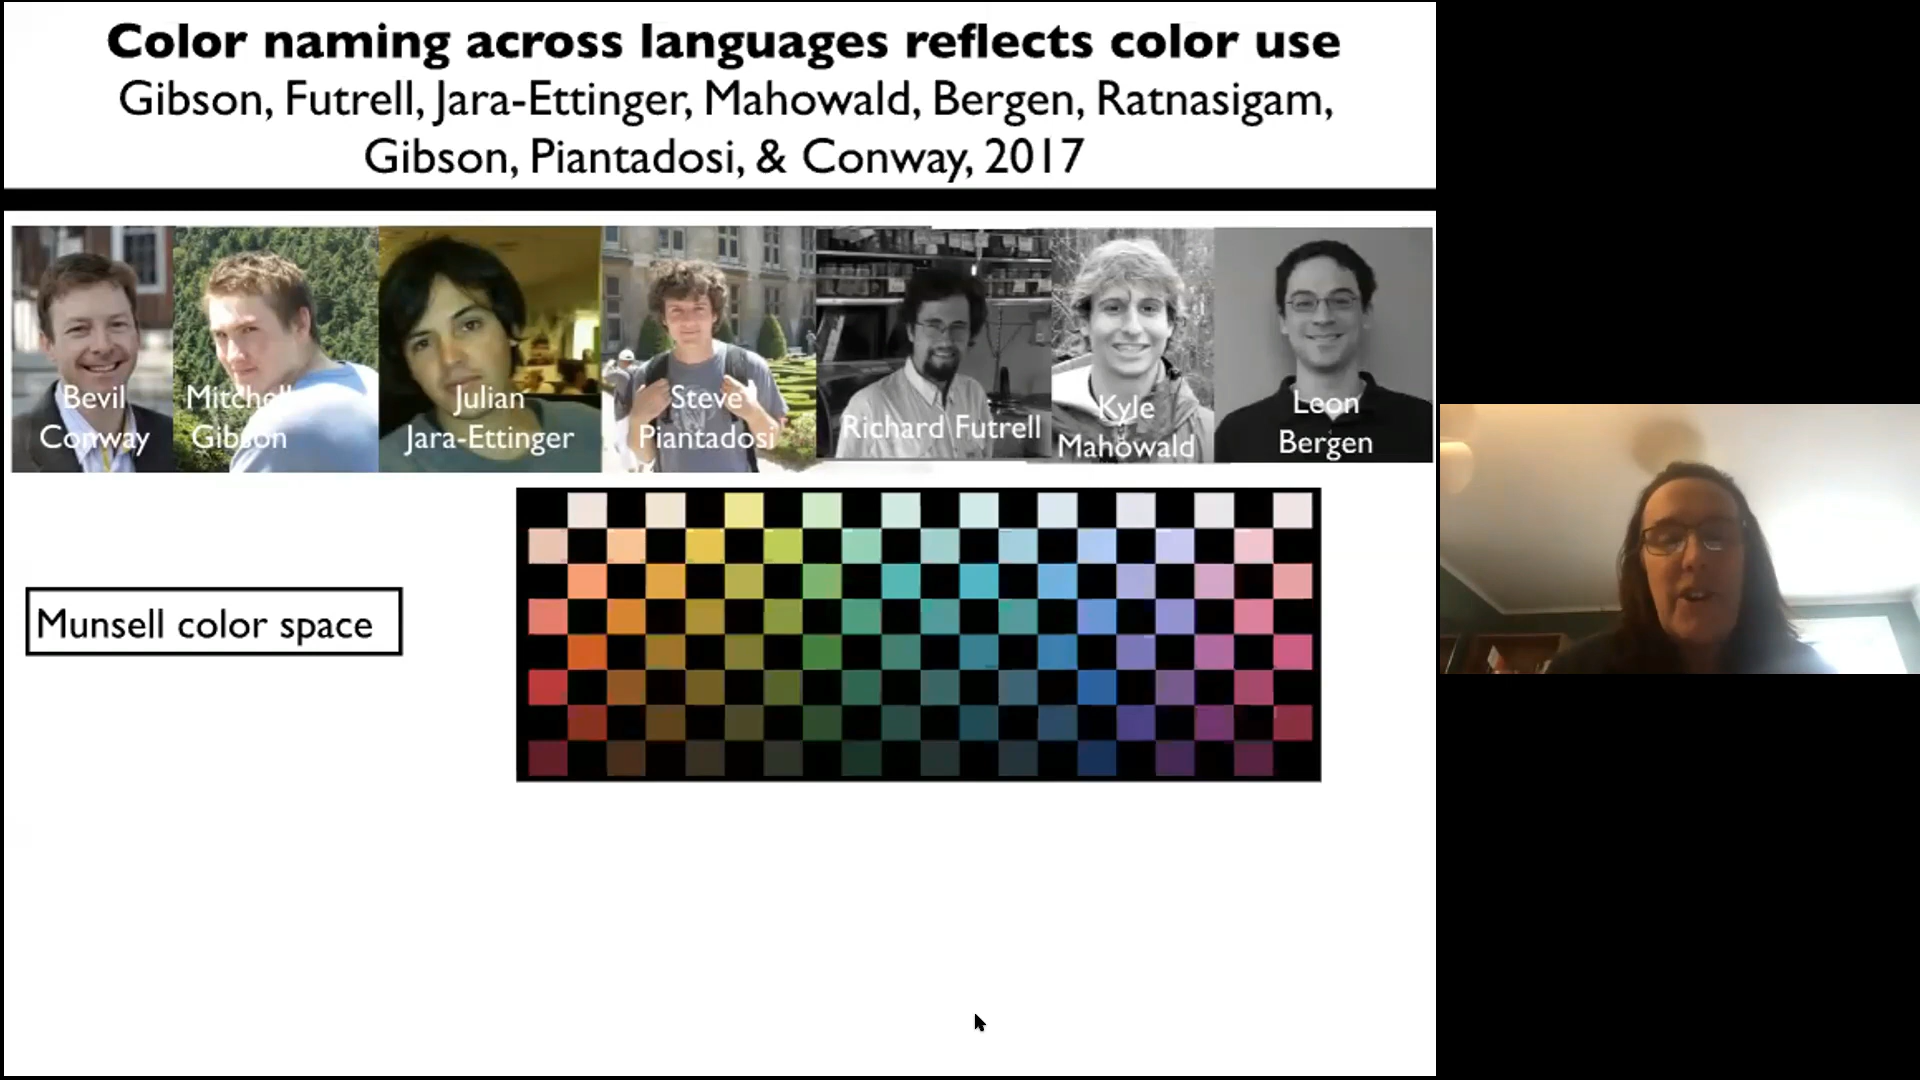 Color naming across languages reflects color use
Gibson, Futrell, Jara-Ettinger, Mahowald, Bergen, Ratnasigam,
Gibson, Piantadosi, & Conway, 2017
Bevil
Conway
Mitchell
Gibson
Julian
Jara-Ettinger
Steve
Piantadosi
Richard Futrell
Kyle
Mahowald
Leon
Bergen
Munsell color space